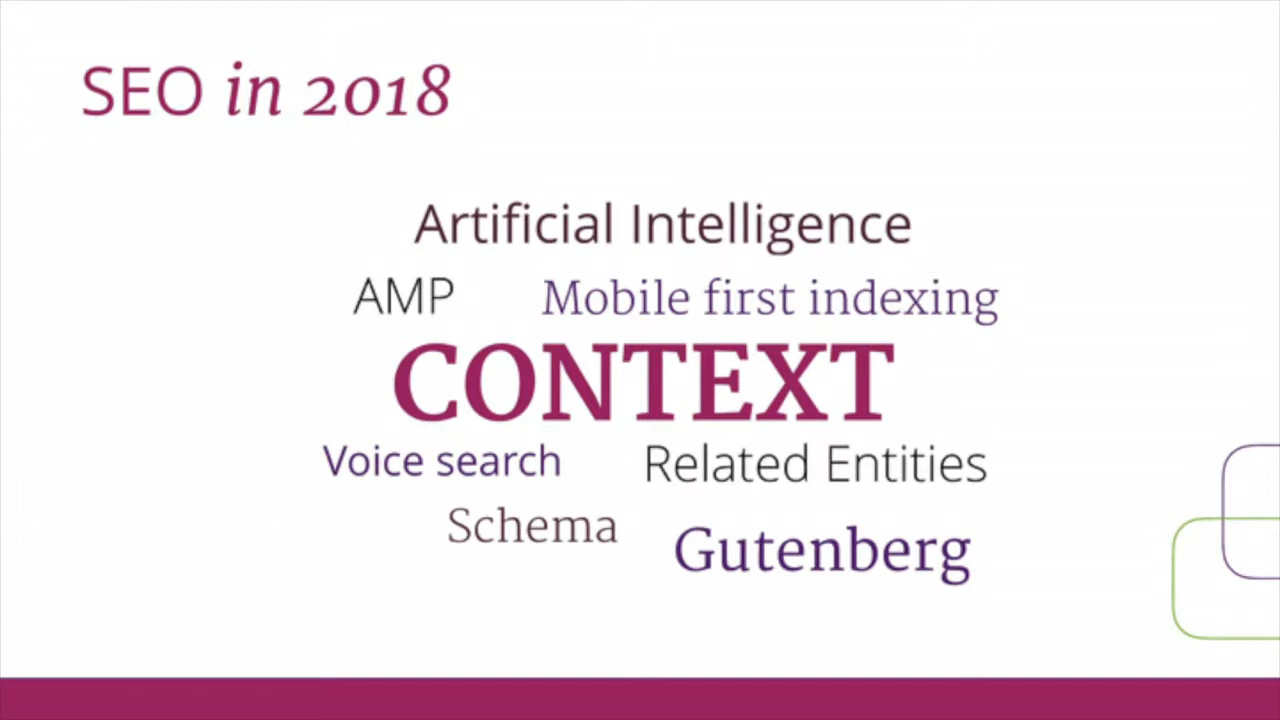 SEO in 2018
Artificial Intelligence
AMP Mobile first indexing
CONTEXT
Voice search Related Entities
Schema Gutenberg